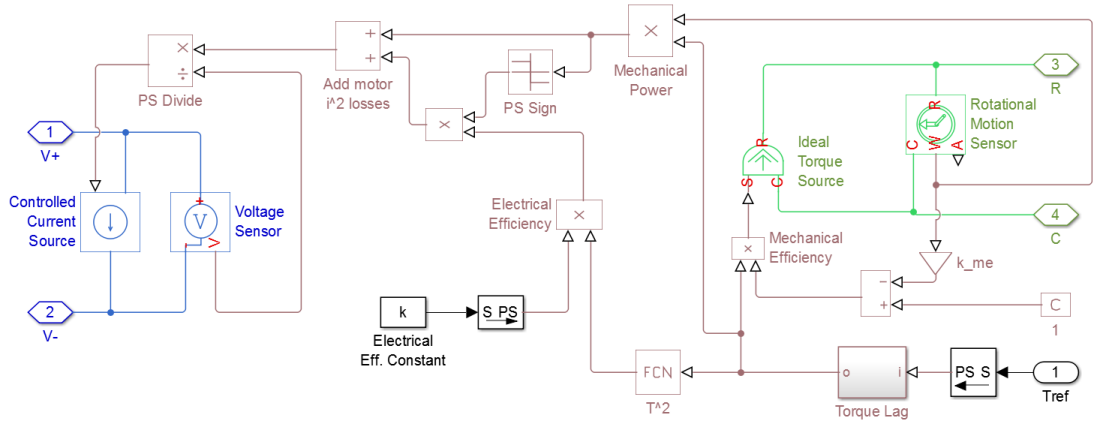 PS Divide
×
÷
Add motor
i^2 losses
+
+
×
PS Sign
×
Mechanical
Power
3
R
Rotational
Motion
Sensor
R
C
W
A
Ideal
Torque
Source
R
S
C
4
C
1
V+
Controlled
Current
Source
V
+
-
V
Voltage
Sensor
2
V-
Electrical
Efficiency
×
×
Mechanical
Efficiency
k_me
−
+
C
1
k
Electrical
Eff. Constant
S PS
FCN
T^2
o
i
Torque Lag
PS S
1
Tref